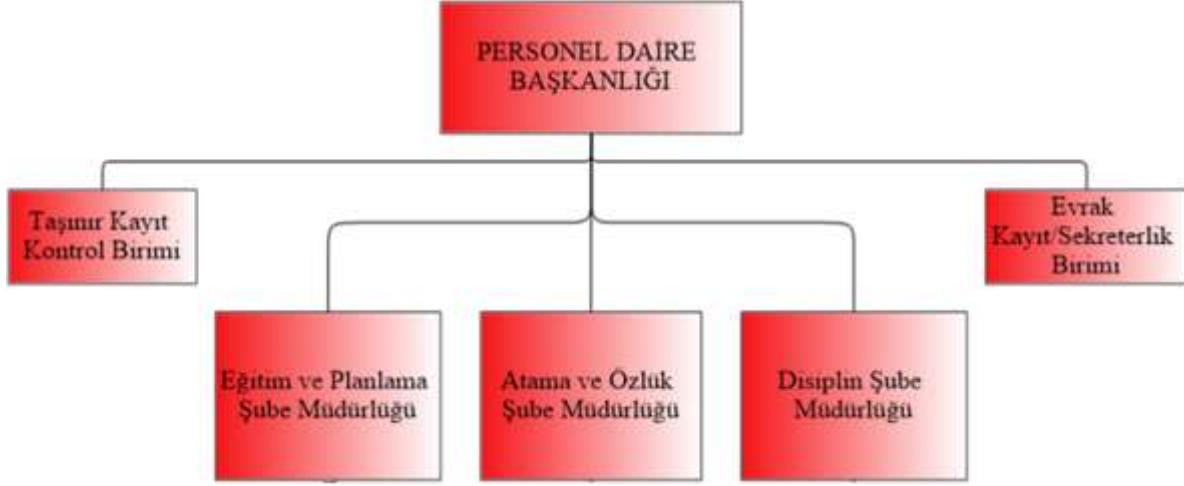 PERSONEL DAİRE
BAŞKANLIĞI
Taşınır Kayıt
Kontrol Birimi
Evrak
Kayıt/Sekreterlik
Birimi
Eğitim ve Planlama
Şube Müdürlüğü
Atama ve Özlük
Şube Müdürlüğü
Disiplin Şube
Müdürlüğü